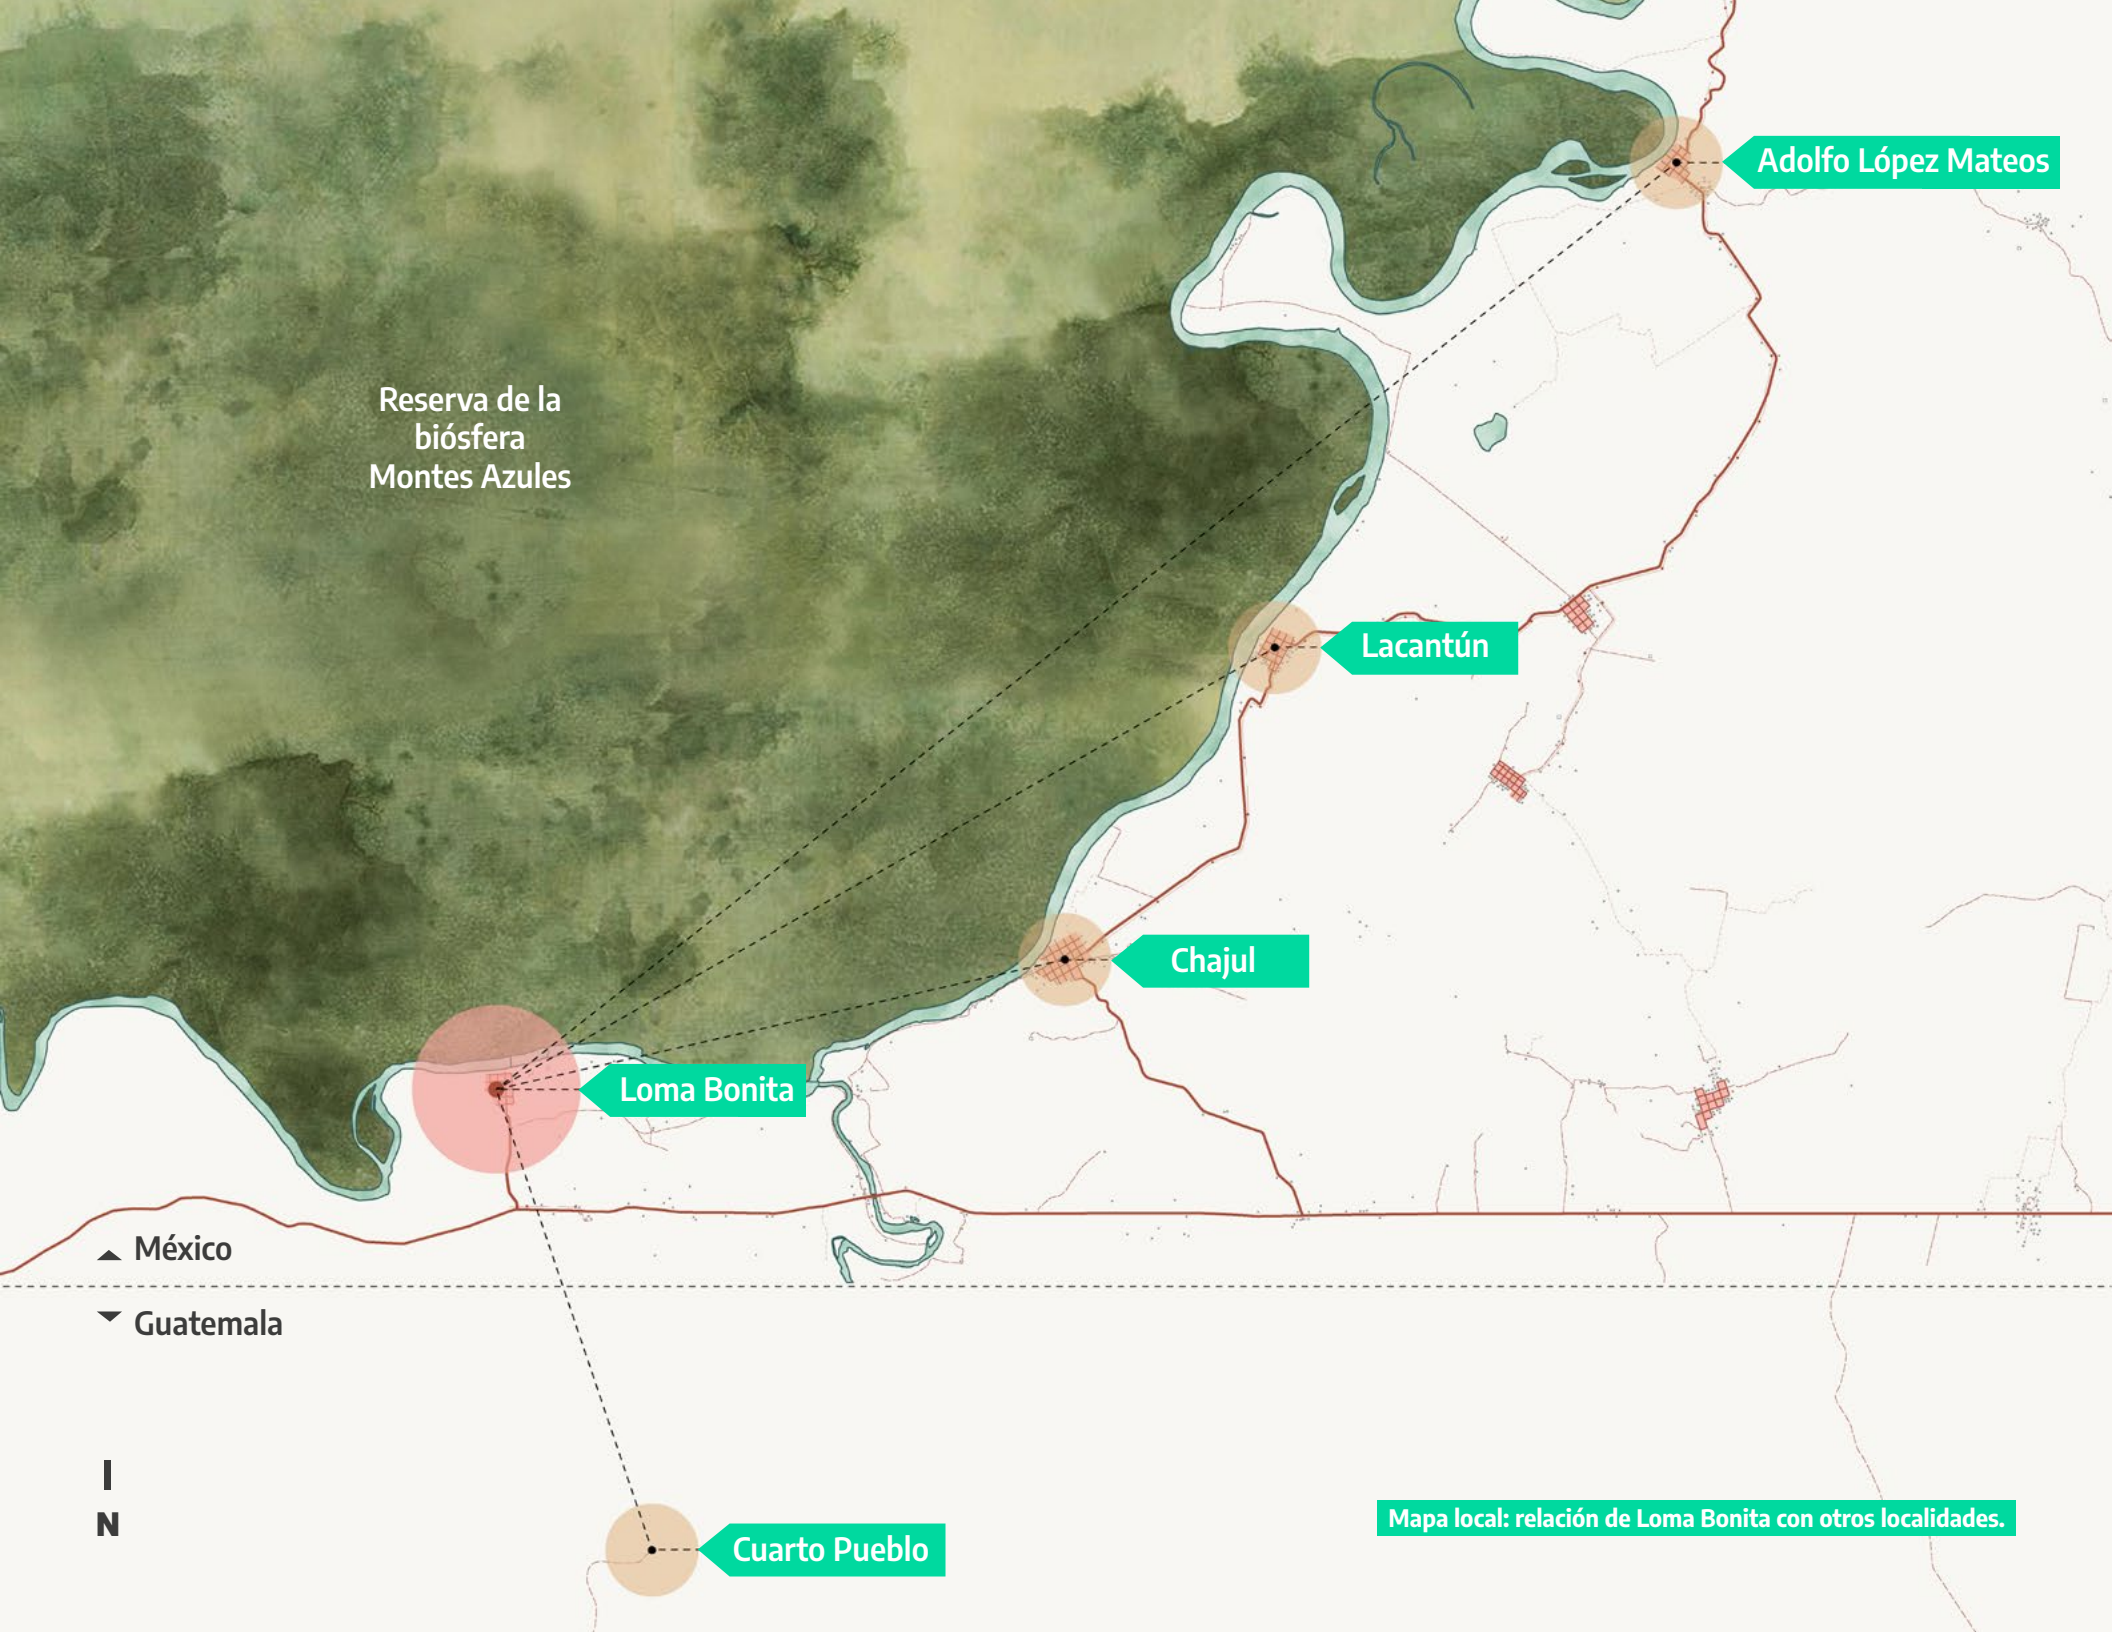 Adolfo López Mateos
Reserva de la
biósfera
Montes Azules
Lacantún
Chajul
Loma Bonita
México
Guatemala
N
Mapa local: relación de Loma Bonita con otros localidades.
Cuarto Pueblo